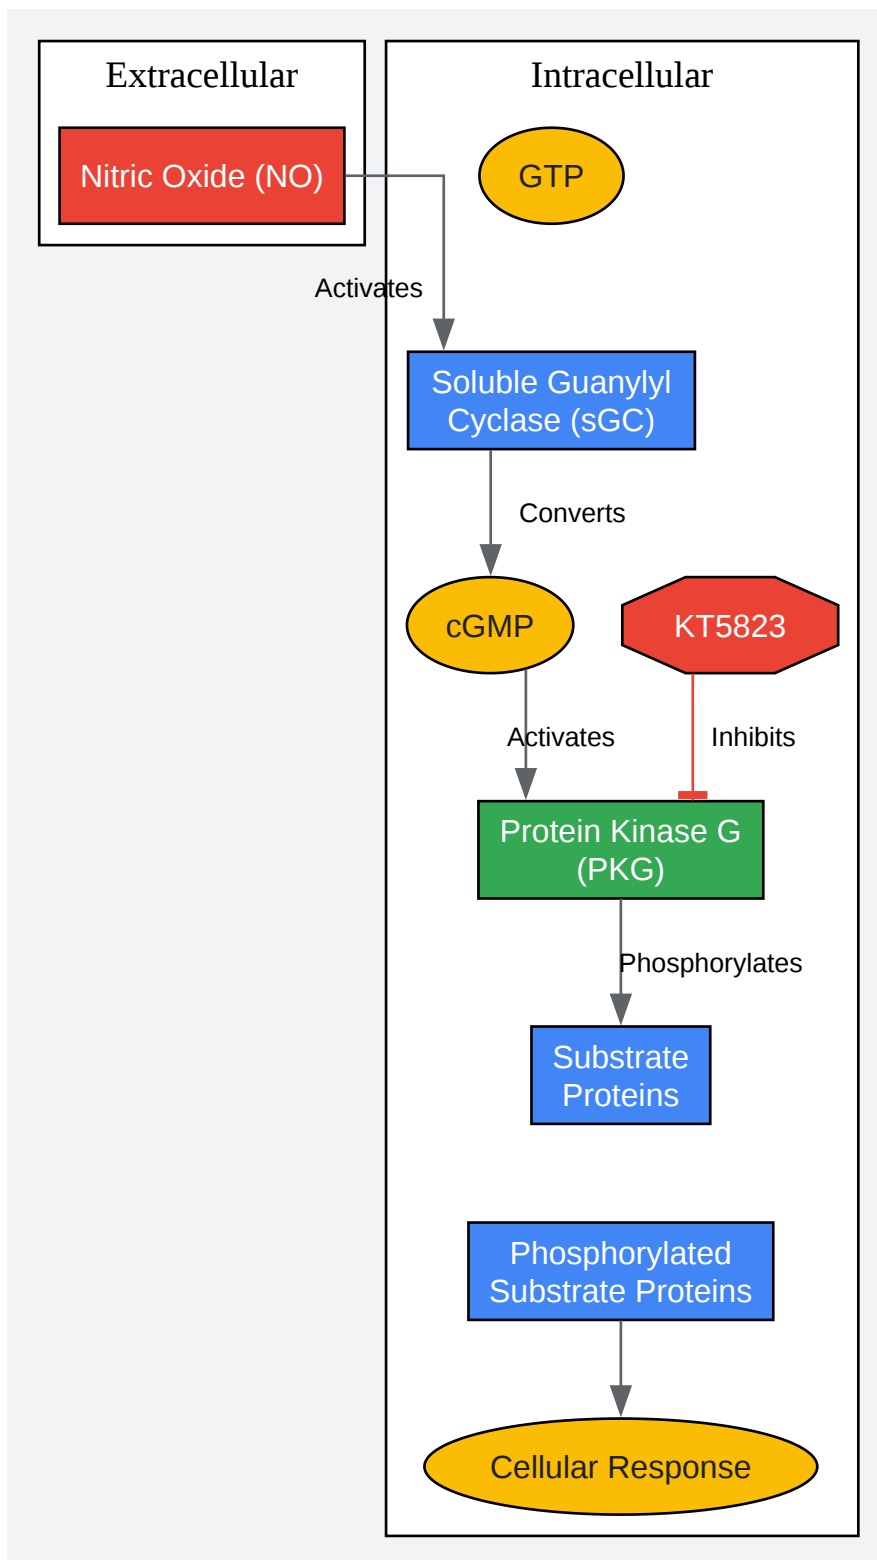 Extracellular
Intracellular
Nitric Oxide (NO)
GTP
Activates
Soluble Guanylyl
Cyclase (sGC)
Converts
cGMP
KT5823
Activates
Inhibits
Protein Kinase G
(PKG)
Phosphorylates
Substrate
Proteins
Phosphorylated
Substrate Proteins
Cellular Response